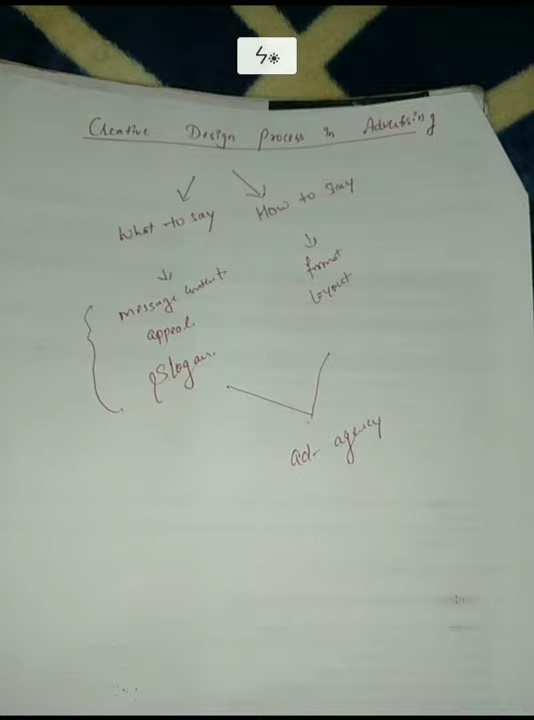 Creative Design Process in Advertising
What to say
How to say
message content
appeal
Slogan
format
layout
ad- agency